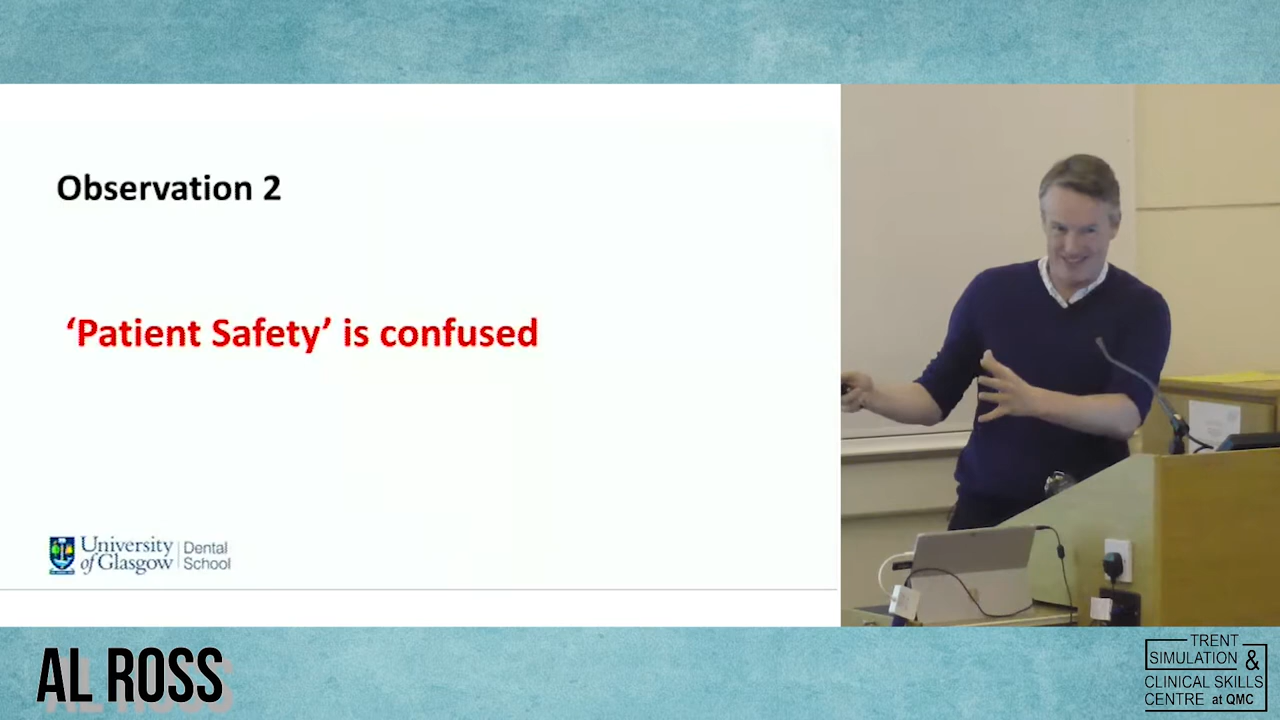 Observation 2
‘Patient Safety’ is confused
University
of Glasgow
Dental
School
AL ROSS
TRENT
SIMULATION &
CLINICAL SKILLS
CENTRE at QMC